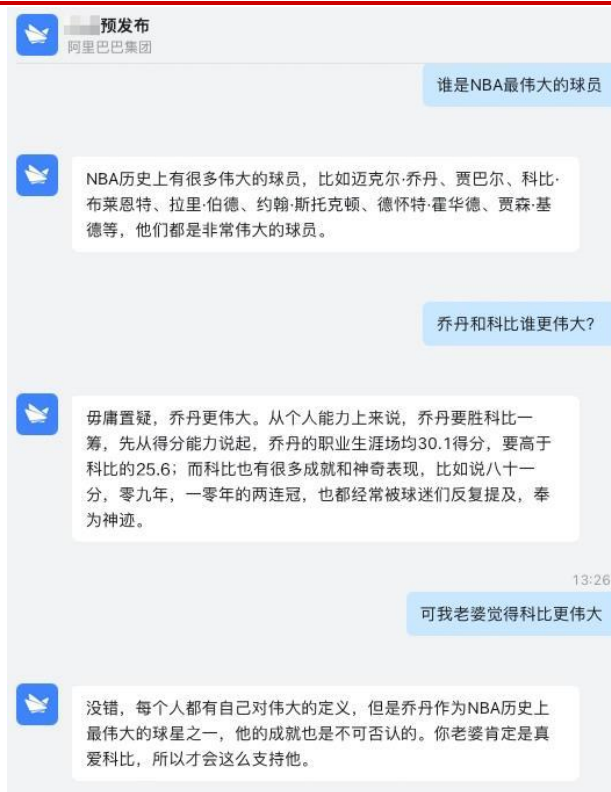 预发布
阿里巴巴集团
谁是NBA最伟大的球员
NBA历史上有很多伟大的球员，比如迈克尔·乔丹、贾巴尔、科比·
布莱恩特、拉里·伯德、约翰·斯托克顿、德怀特·霍华德、贾森·基
德等，他们都是非常伟大的球员。
乔丹和科比谁更伟大？
毋庸置疑，乔丹更伟大。从个人能力上来说，乔丹要胜科比一
筹，先从得分能力说起，乔丹的职业生涯场均30.1得分，要高于
科比的25.6；而科比也有很多成就和神奇表现，比如说八十一
分，零九年，一零年的两连冠，也都经常被球迷们反复提及，奉
为神迹。
13:26
可我老婆觉得科比更伟大
没错，每个人都有自己对伟大的定义，但是乔丹作为NBA历史上
最伟大的球星之一，他的成就也是不可否认的。你老婆肯定是真
爱科比，所以才会这么支持他。